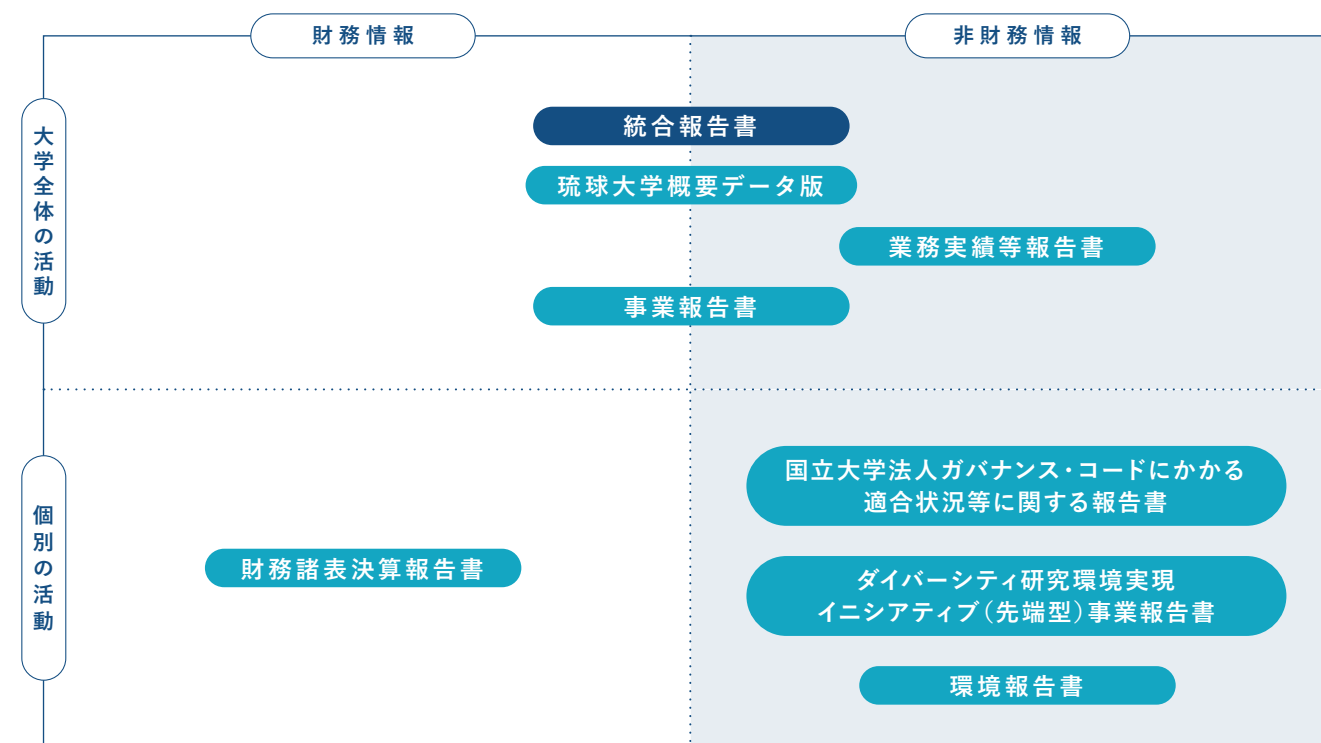 財務情報
非財務情報
大学全体の活動
統合報告書
琉球大学概要データ版
業務実績等報告書
事業報告書
個別の活動
財務諸表決算報告書
国立大学法人ガバナンス・コードにかかる
適合状況等に関する報告書
ダイバーシティ研究環境実現
イニシアティブ（先端型）事業報告書
環境報告書